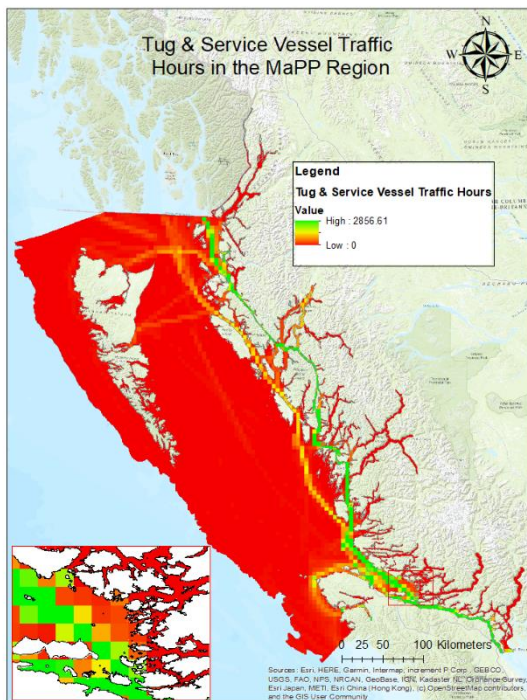 Tug & Service Vessel Traffic
Hours in the MaPP Region
N
W
E
S
Legend
Tug & Service Vessel Traffic Hours
Value
High : 2856.61
Low : 0
0 25 50 100 Kilometers
Sources: Esri, HERE, Garmin, Intermap, increment P Corp., GEBCO,
USGS, FAO, NPS, NRCAN, GeoBase, IGN, Kadaster NL, Ordnance Survey,
Esri Japan, METI, Esri China (Hong Kong), (c) OpenStreetMap contributors,
and the GIS User Community